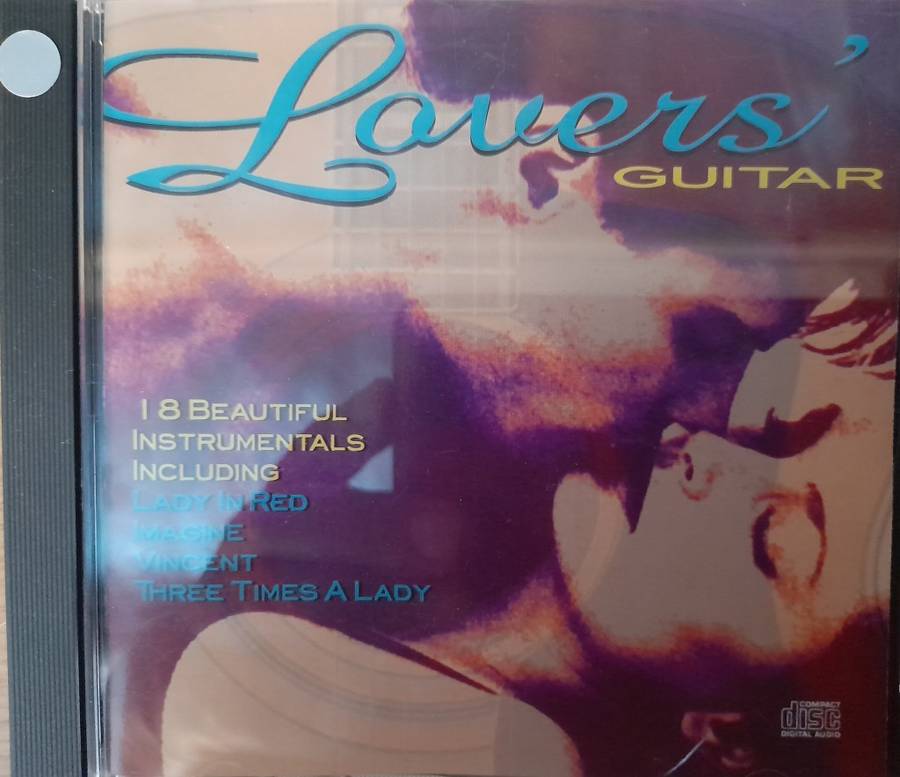 Lovers'
GUITAR
18 BEAUTIFUL
INSTRUMENTALS
INCLUDING
LADY IN RED
IMAGINE
VINCENT
THREE TIMES A LADY
COMPACT
disc
DIGITAL AUDIO